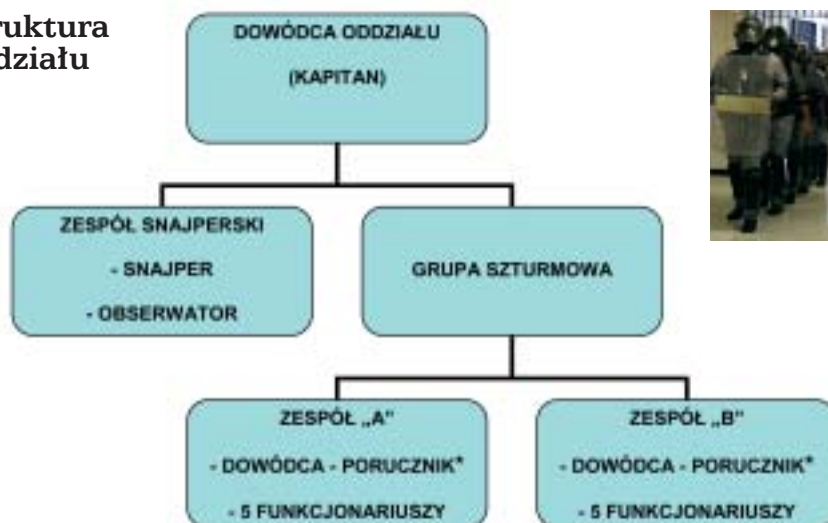 ruktura
działu
DOWÓDCA ODDZIAŁU
(KAPITAN)
ZESPÓŁ SNAJPERSKI
- SNAJPER
- OBSERWATOR
GRUPA SZTURMOWA
ZESPÓŁ „A”
- DOWÓDCA - PORUCZNIK*
- 5 FUNKCJONARIUSZY
ZESPÓŁ „B”
- DOWÓDCA - PORUCZNIK*
- 5 FUNKCJONARIUSZY